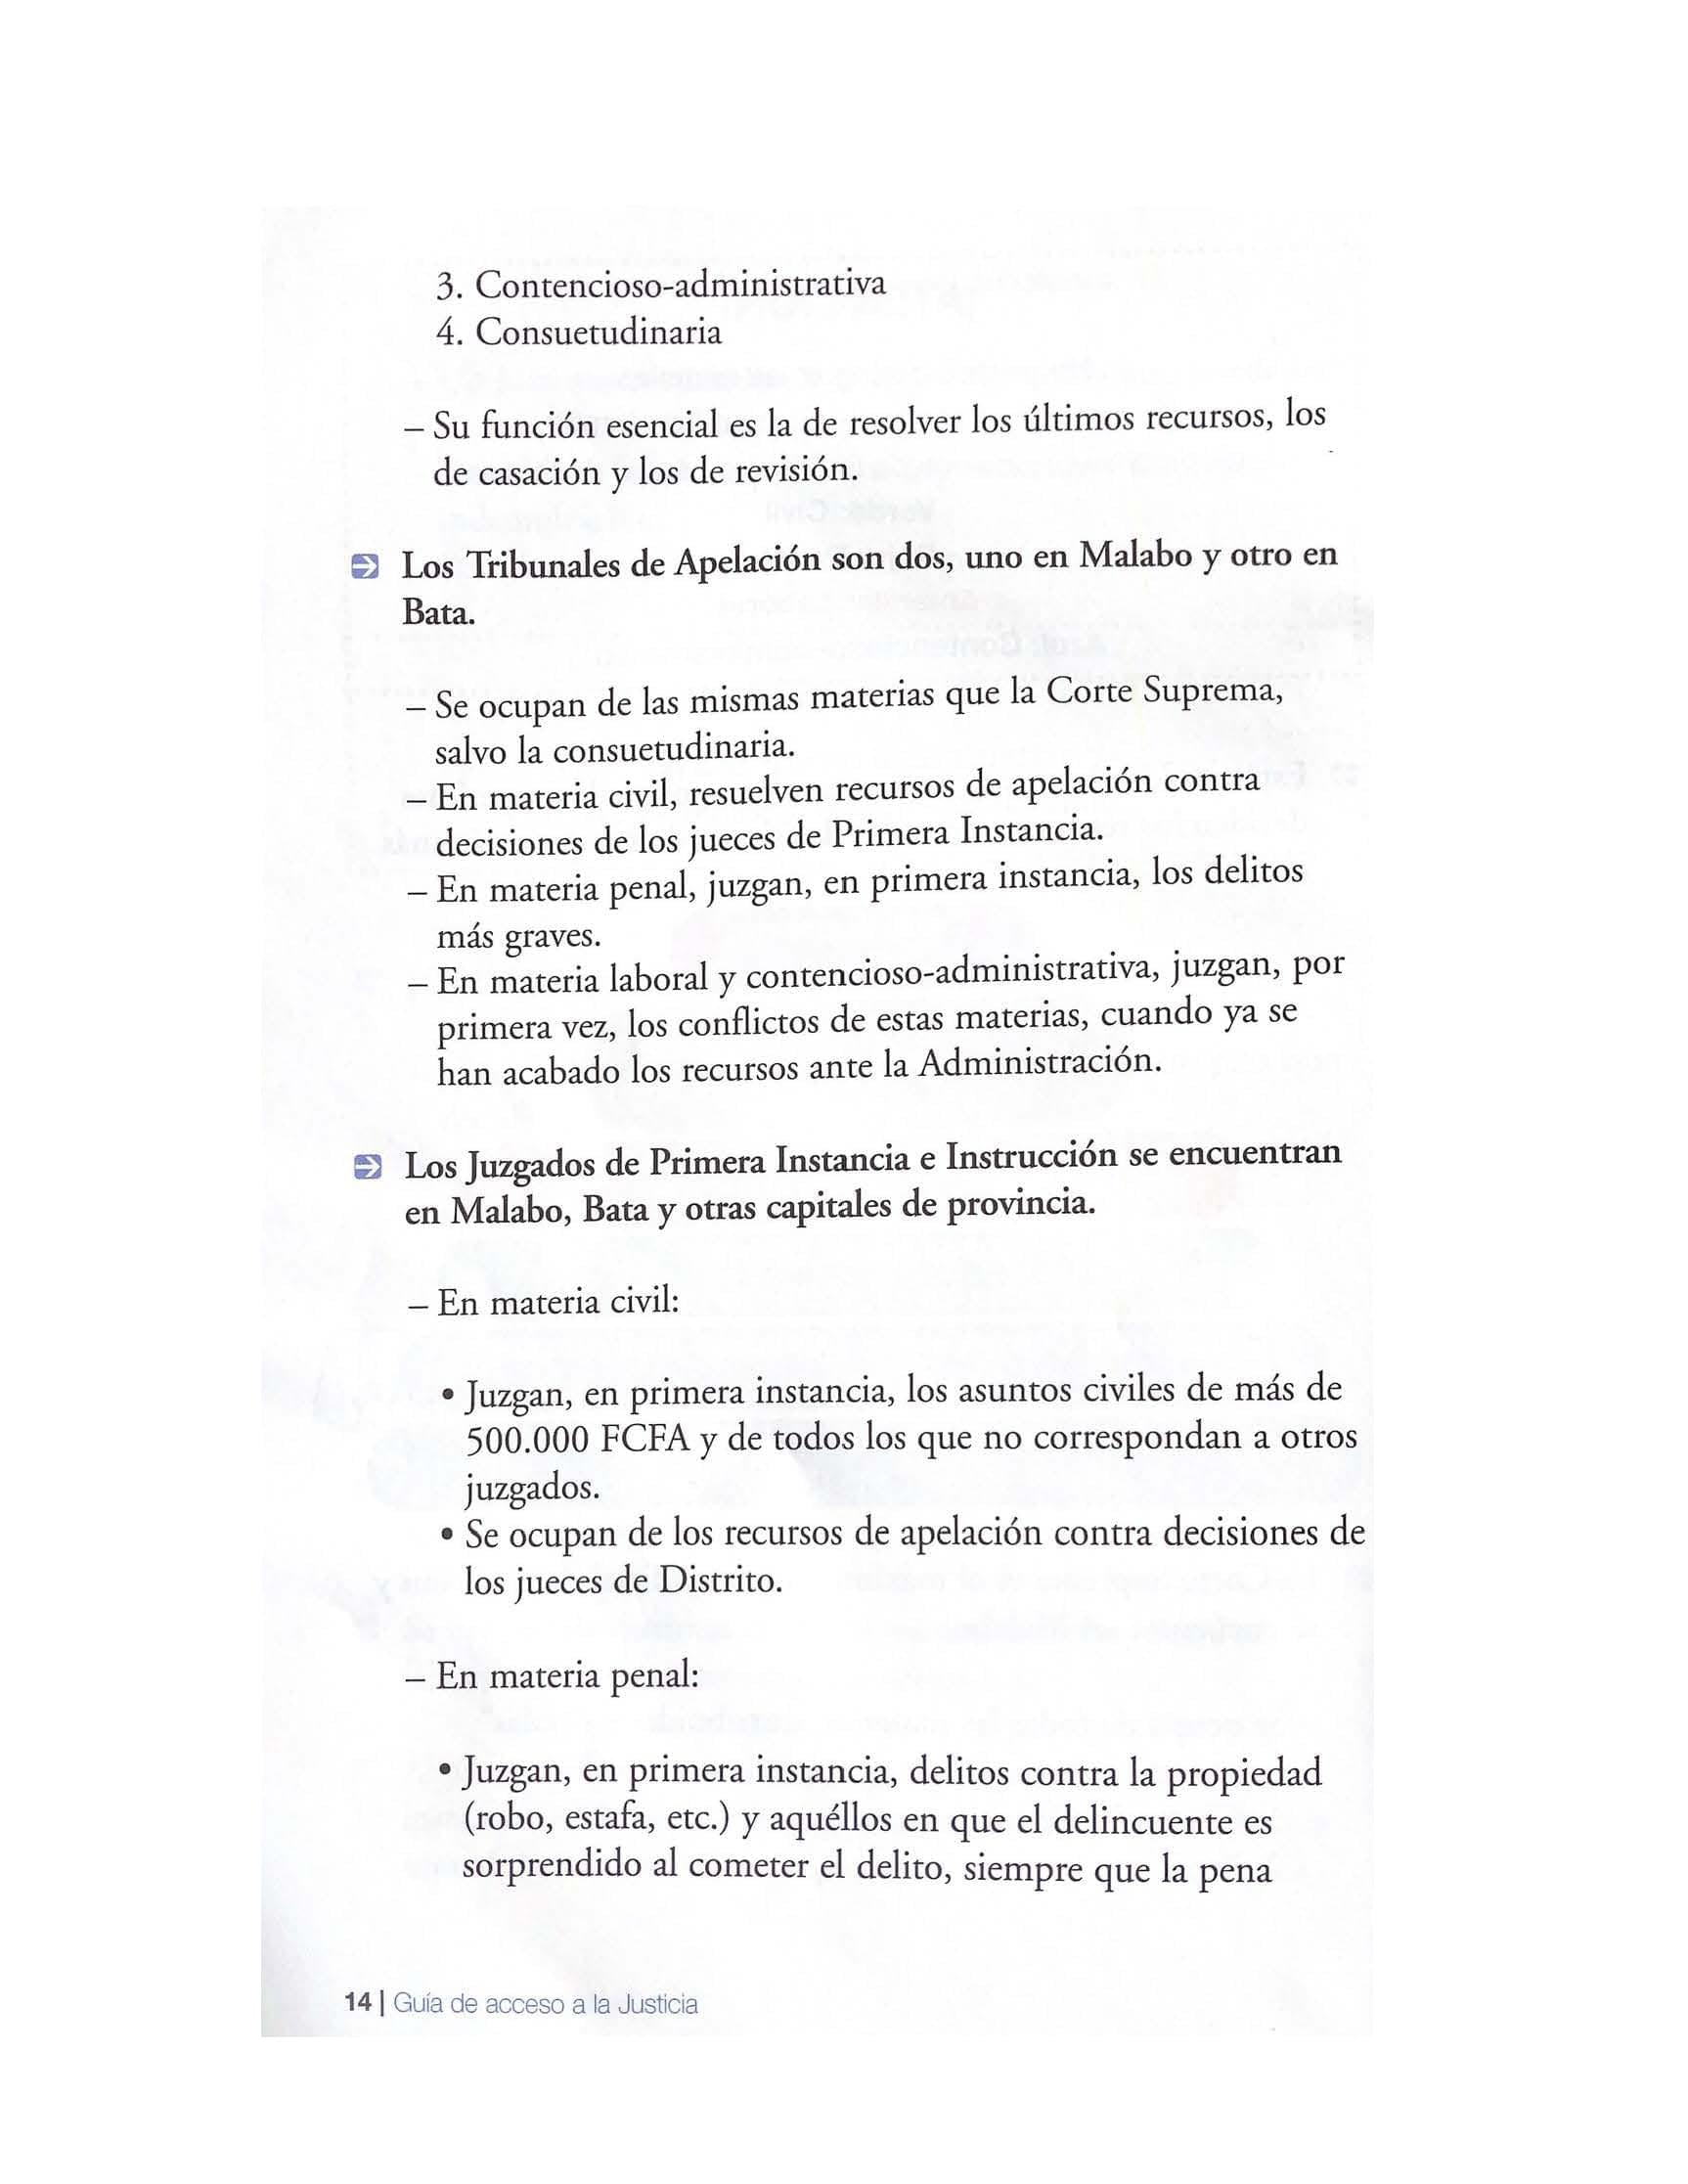 3. Contencioso-administrativa
4. Consuetudinaria
– Su función esencial es la de resolver los últimos recursos, los
de casación y los de revisión.
Los Tribunales de Apelación son dos, uno en Malabo y otro en
Bata.
– Se ocupan de las mismas materias que la Corte Suprema,
salvo la consuetudinaria.
– En materia civil, resuelven recursos de apelación contra
decisiones de los jueces de Primera Instancia.
– En materia penal, juzgan, en primera instancia, los delitos
más graves.
– En materia laboral y contencioso-administrativa, juzgan, por
primera vez, los conflictos de estas materias, cuando ya se
han acabado los recursos ante la Administración.
Los Juzgados de Primera Instancia e Instrucción se encuentran
en Malabo, Bata y otras capitales de provincia.
– En materia civil:
• Juzgan, en primera instancia, los asuntos civiles de más de
500.000 FCFA y de todos los que no correspondan a otros
juzgados.
• Se ocupan de los recursos de apelación contra decisiones de
los jueces de Distrito.
– En materia penal:
• Juzgan, en primera instancia, delitos contra la propiedad
(robo, estafa, etc.) y aquéllos en que el delincuente es
sorprendido al cometer el delito, siempre que la pena
14 | Guía de acceso a la Justicia